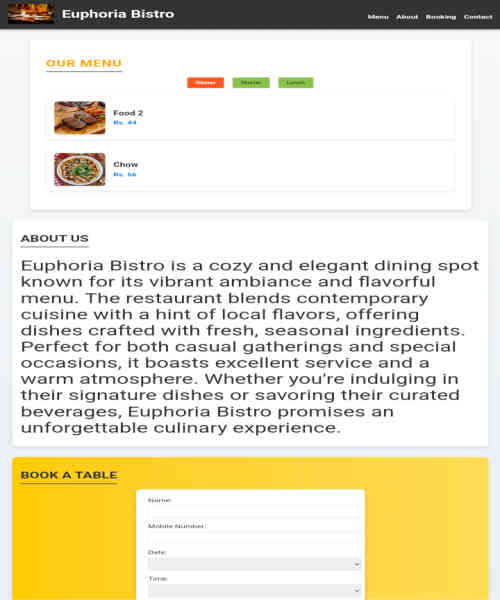 Euphoria Bistro
Menu About Booking Contact
OUR MENU
Dinner Starter Lunch
Food 2
Rs. 44
Chow
Rs. 56
ABOUT US
Euphoria Bistro is a cozy and elegant dining spot
known for its vibrant ambiance and flavorful
menu. The restaurant blends contemporary
cuisine with a hint of local flavors, offering
dishes crafted with fresh, seasonal ingredients.
Perfect for both casual gatherings and special
occasions, it boasts excellent service and a
warm atmosphere. Whether you're indulging in
their signature dishes or savoring their curated
beverages, Euphoria Bistro promises an
unforgettable culinary experience.
BOOK A TABLE
Name:
Mobile Number:
Date:
Time: